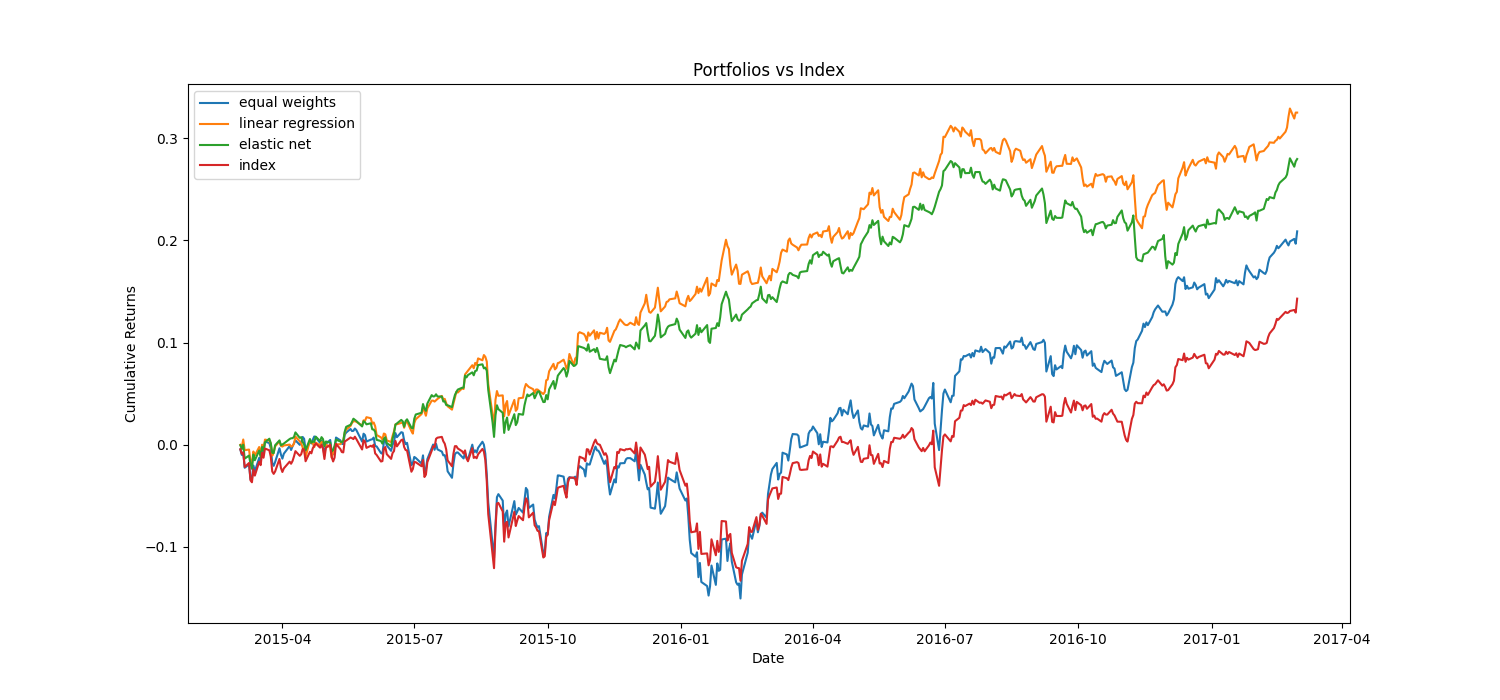 Portfolios vs Index
equal weights
linear regression
elastic net
index
Cumulative Returns
0.3
0.2
0.1
0.0
−0.1
2015-04 2015-07 2015-10 2016-01 2016-04 2016-07 2016-10 2017-01 2017-04
Date